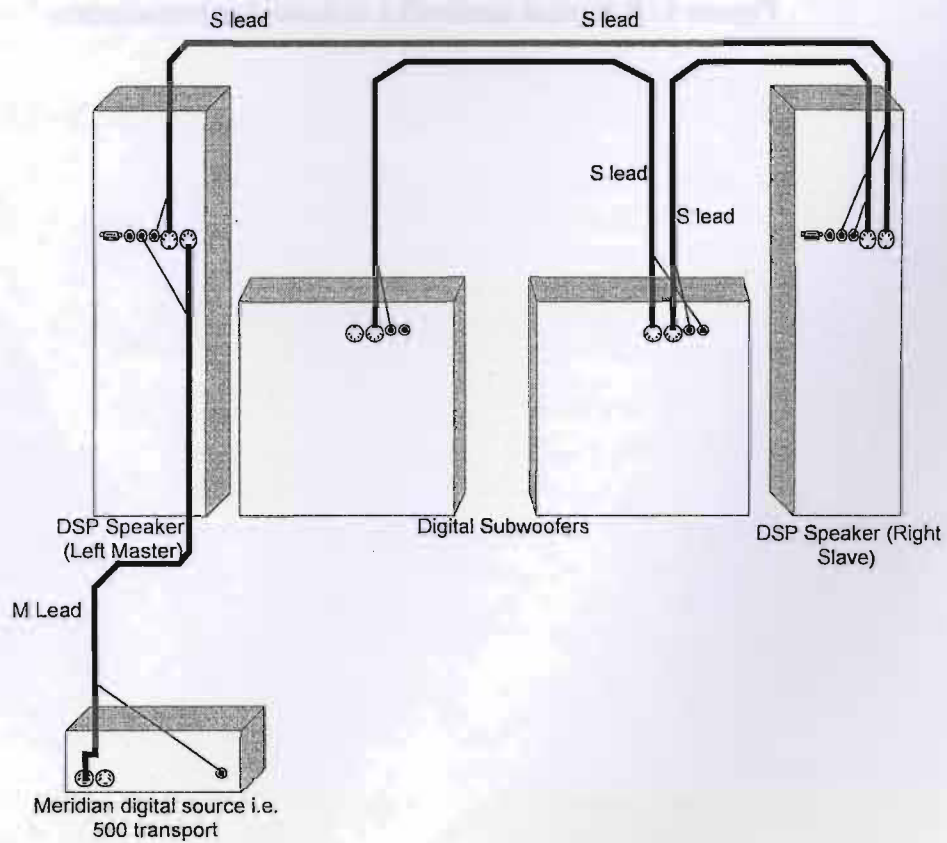 S lead
S lead
S lead
S lead
DSP Speaker
(Left Master)
Digital Subwoofers
DSP Speaker (Right
Slave)
M Lead
Meridian digital source i.e.
500 transport